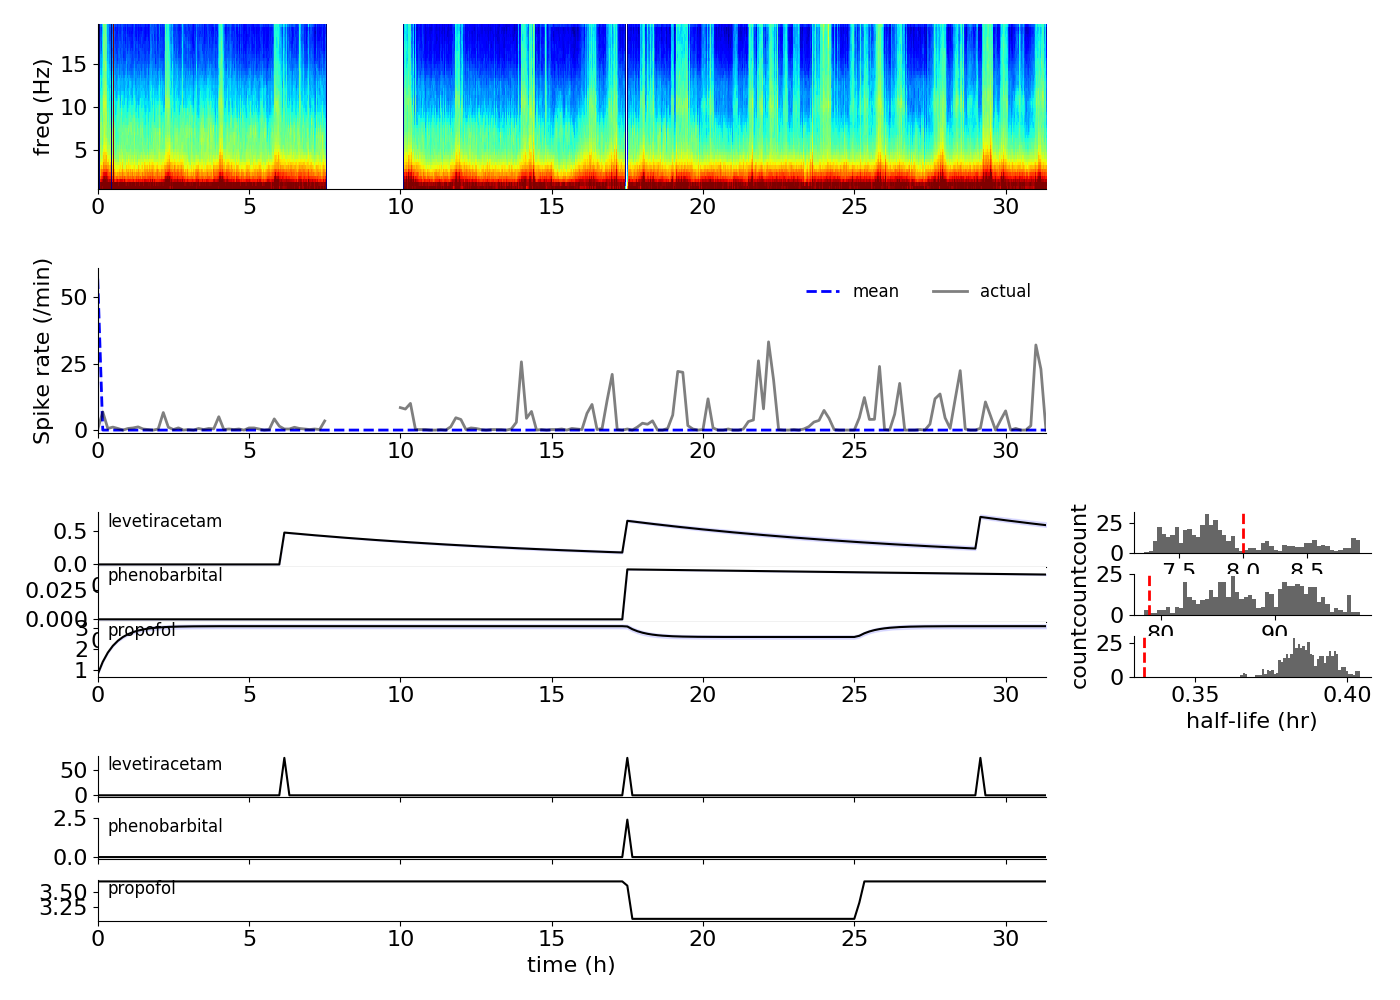 freq (Hz)
15
10
5
0 5 10 15 20 25 30
Spike rate (/min)
50
25
0
mean actual
0 5 10 15 20 25 30
levetiracetam
0.5
0.0
phenobarbital
0.025
0.000
propofol
3
2
1
0 5 10 15 20 25 30
count
25
0
7.5 8.0 8.5
count
25
0
80 90
count
25
0
0.35 0.40
half-life (hr)
levetiracetam
50
0
phenobarbital
2.5
0.0
propofol
3.50
3.25
0 5 10 15 20 25 30
time (h)